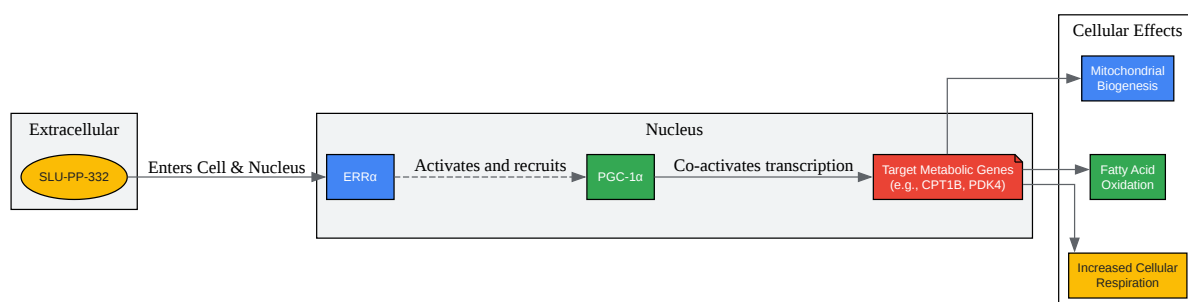 Cellular Effects
Mitochondrial
Biogenesis
Extracellular
Nucleus
SLU-PP-332
Enters Cell & Nucleus
ERRα
Activates and recruits
PGC-1α
Co-activates transcription
Target Metabolic Genes
(e.g., CPT1B, PDK4)
Fatty Acid
Oxidation
Increased Cellular
Respiration